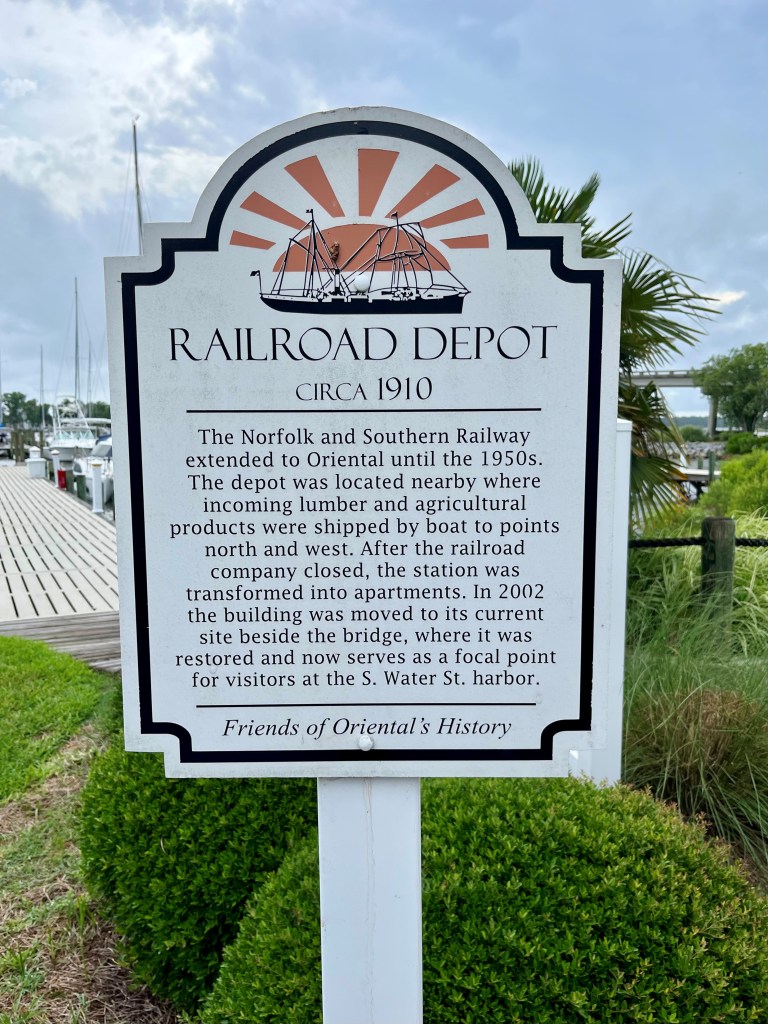 RAILROAD DEPOT
CIRCA 1910
The Norfolk and Southern Railway
extended to Oriental until the 1950s.
The depot was located nearby where
incoming lumber and agricultural
products were shipped by boat to points
north and west. After the railroad
company closed, the station was
transformed into apartments. In 2002
the building was moved to its current
site beside the bridge, where it was
restored and now serves as a focal point
for visitors at the S. Water St. harbor.
Friends of Oriental's History